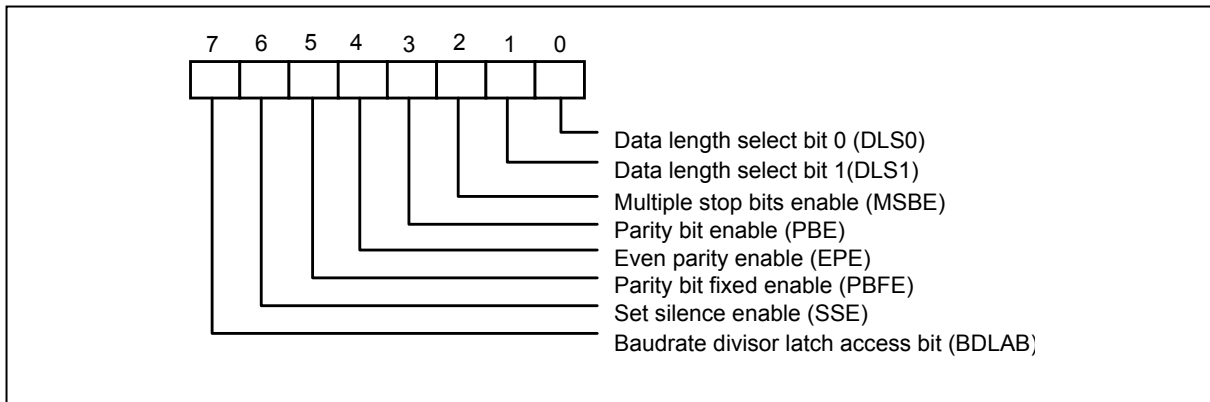 7 6 5 4 3 2 1 0
Data length select bit 0 (DLS0)
Data length select bit 1(DLS1)
Multiple stop bits enable (MSBE)
Parity bit enable (PBE)
Even parity enable (EPE)
Parity bit fixed enable (PBFE)
Set silence enable (SSE)
Baudrate divisor latch access bit (BDLAB)